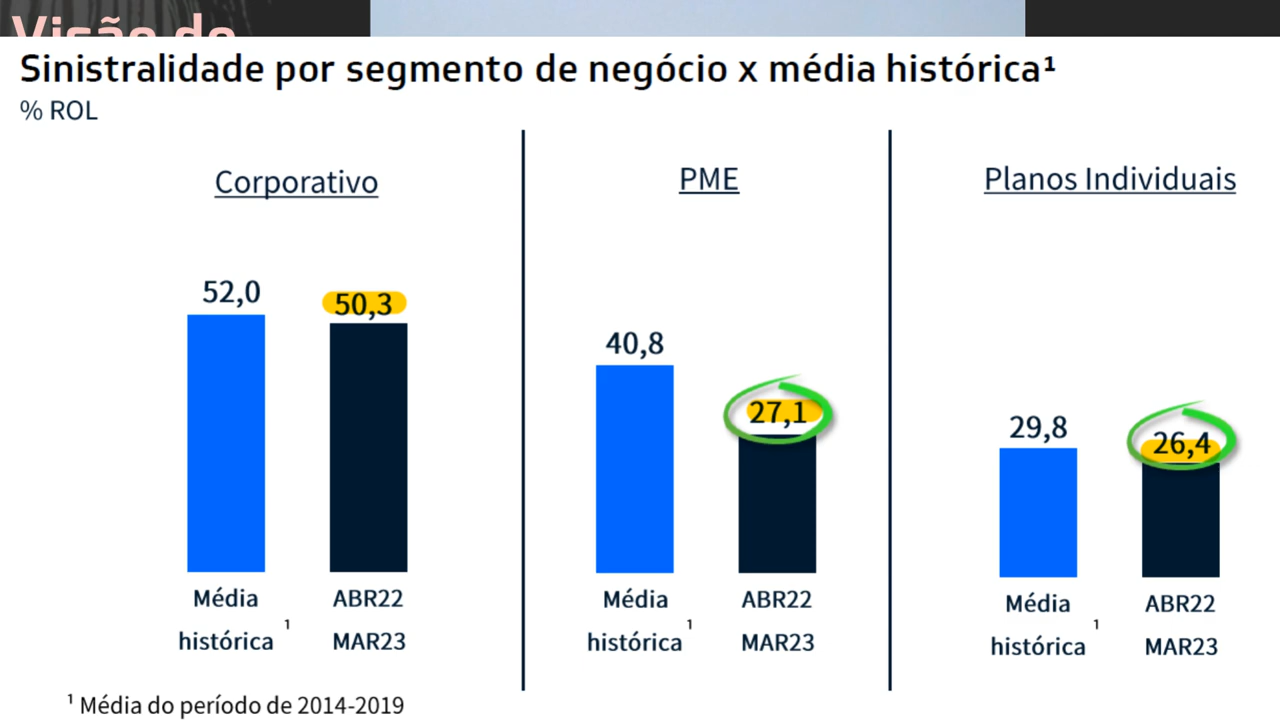 Visão de
Sinistralidade por segmento de negócio x média histórica¹
% ROL
Corporativo
52,0
50,3
Média
histórica ¹
ABR22
MAR23
PME
40,8
27,1
Média
histórica ¹
ABR22
MAR23
Planos Individuais
29,8
26,4
Média
histórica ¹
ABR22
MAR23
¹ Média do período de 2014-2019